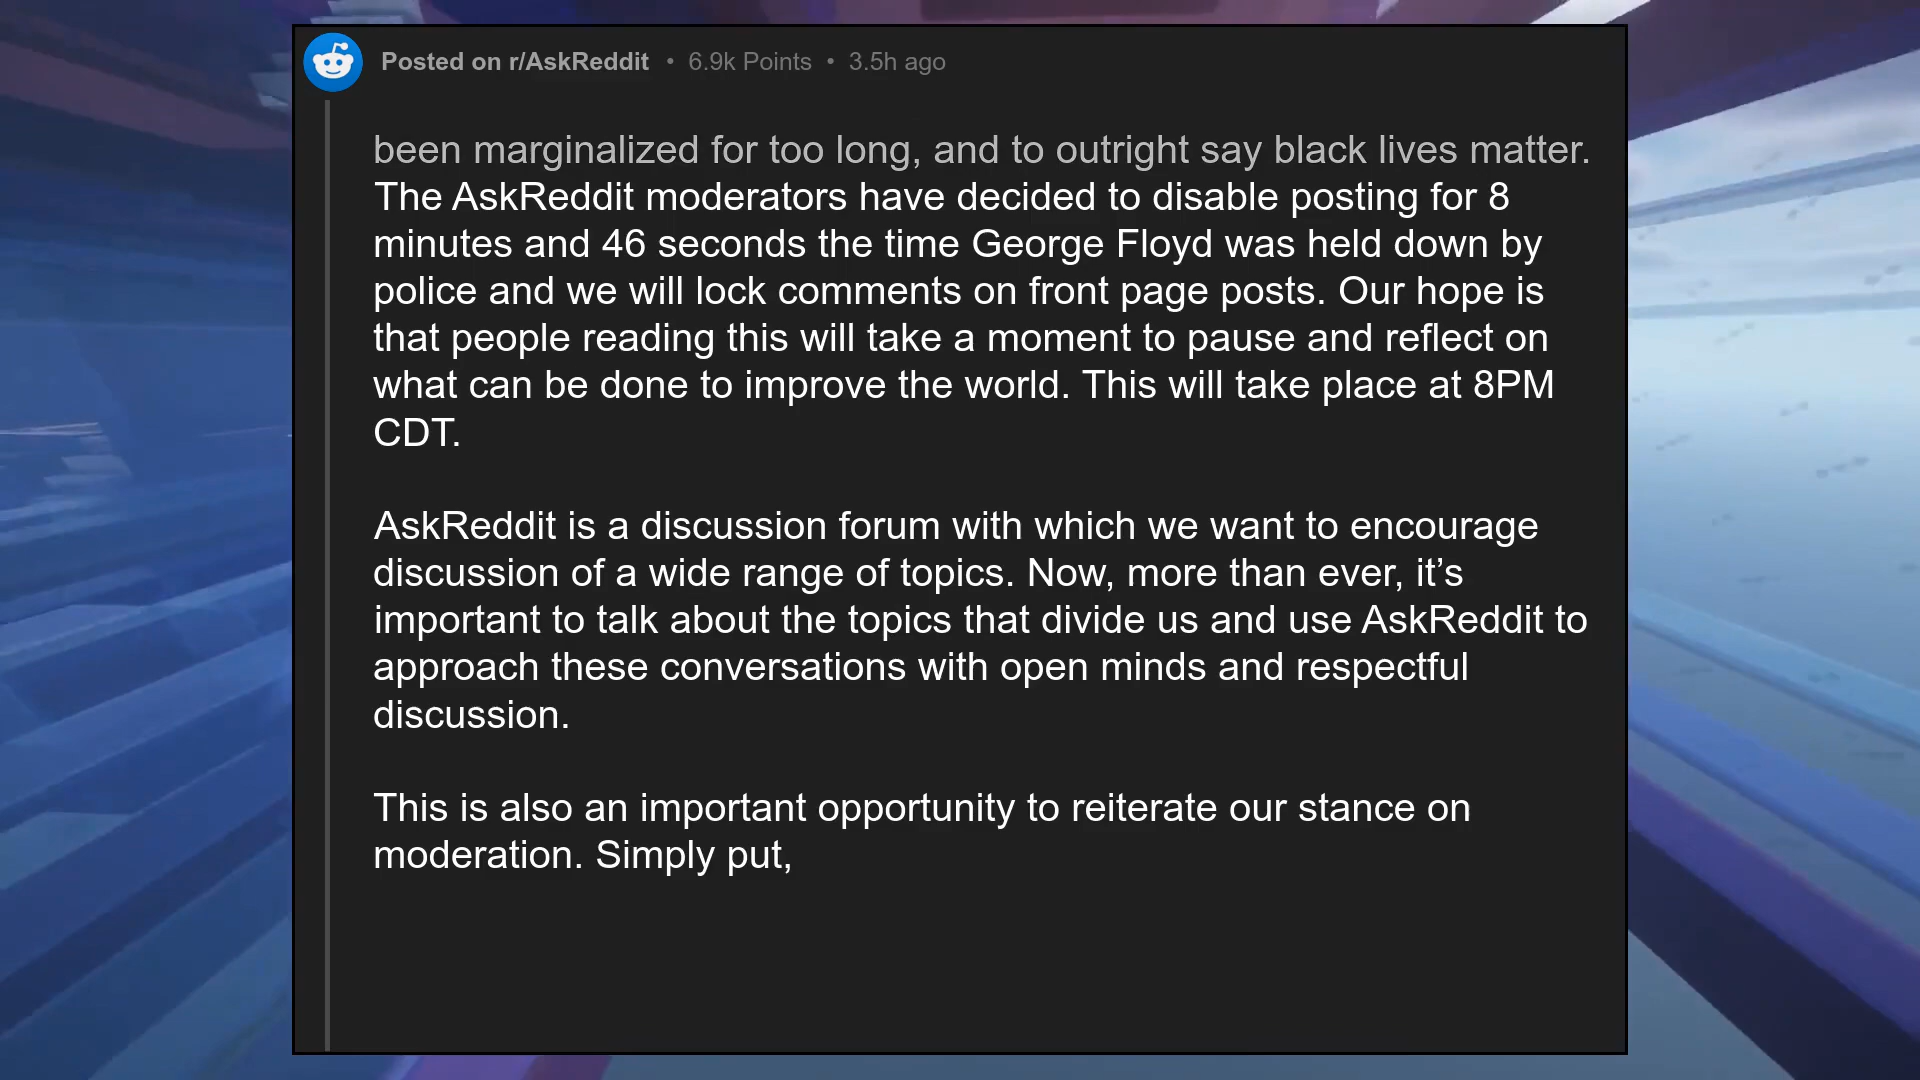 Posted on r/AskReddit • 6.9k Points • 3.5h ago
been marginalized for too long, and to outright say black lives matter.
The AskReddit moderators have decided to disable posting for 8
minutes and 46 seconds the time George Floyd was held down by
police and we will lock comments on front page posts. Our hope is
that people reading this will take a moment to pause and reflect on
what can be done to improve the world. This will take place at 8PM
CDT.
AskReddit is a discussion forum with which we want to encourage
discussion of a wide range of topics. Now, more than ever, it’s
important to talk about the topics that divide us and use AskReddit to
approach these conversations with open minds and respectful
discussion.
This is also an important opportunity to reiterate our stance on
moderation. Simply put,